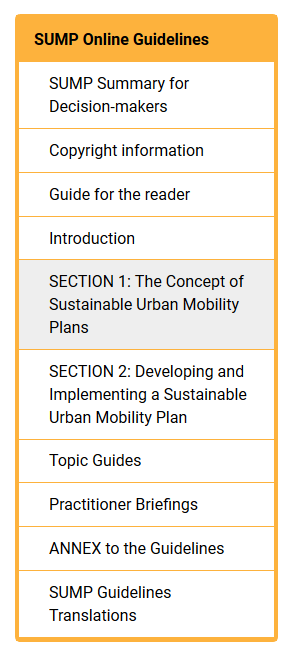 SUMP Online Guidelines
SUMP Summary for
Decision-makers
Copyright information
Guide for the reader
Introduction
SECTION 1: The Concept of
Sustainable Urban Mobility
Plans
SECTION 2: Developing and
Implementing a Sustainable
Urban Mobility Plan
Topic Guides
Practitioner Briefings
ANNEX to the Guidelines
SUMP Guidelines
Translations